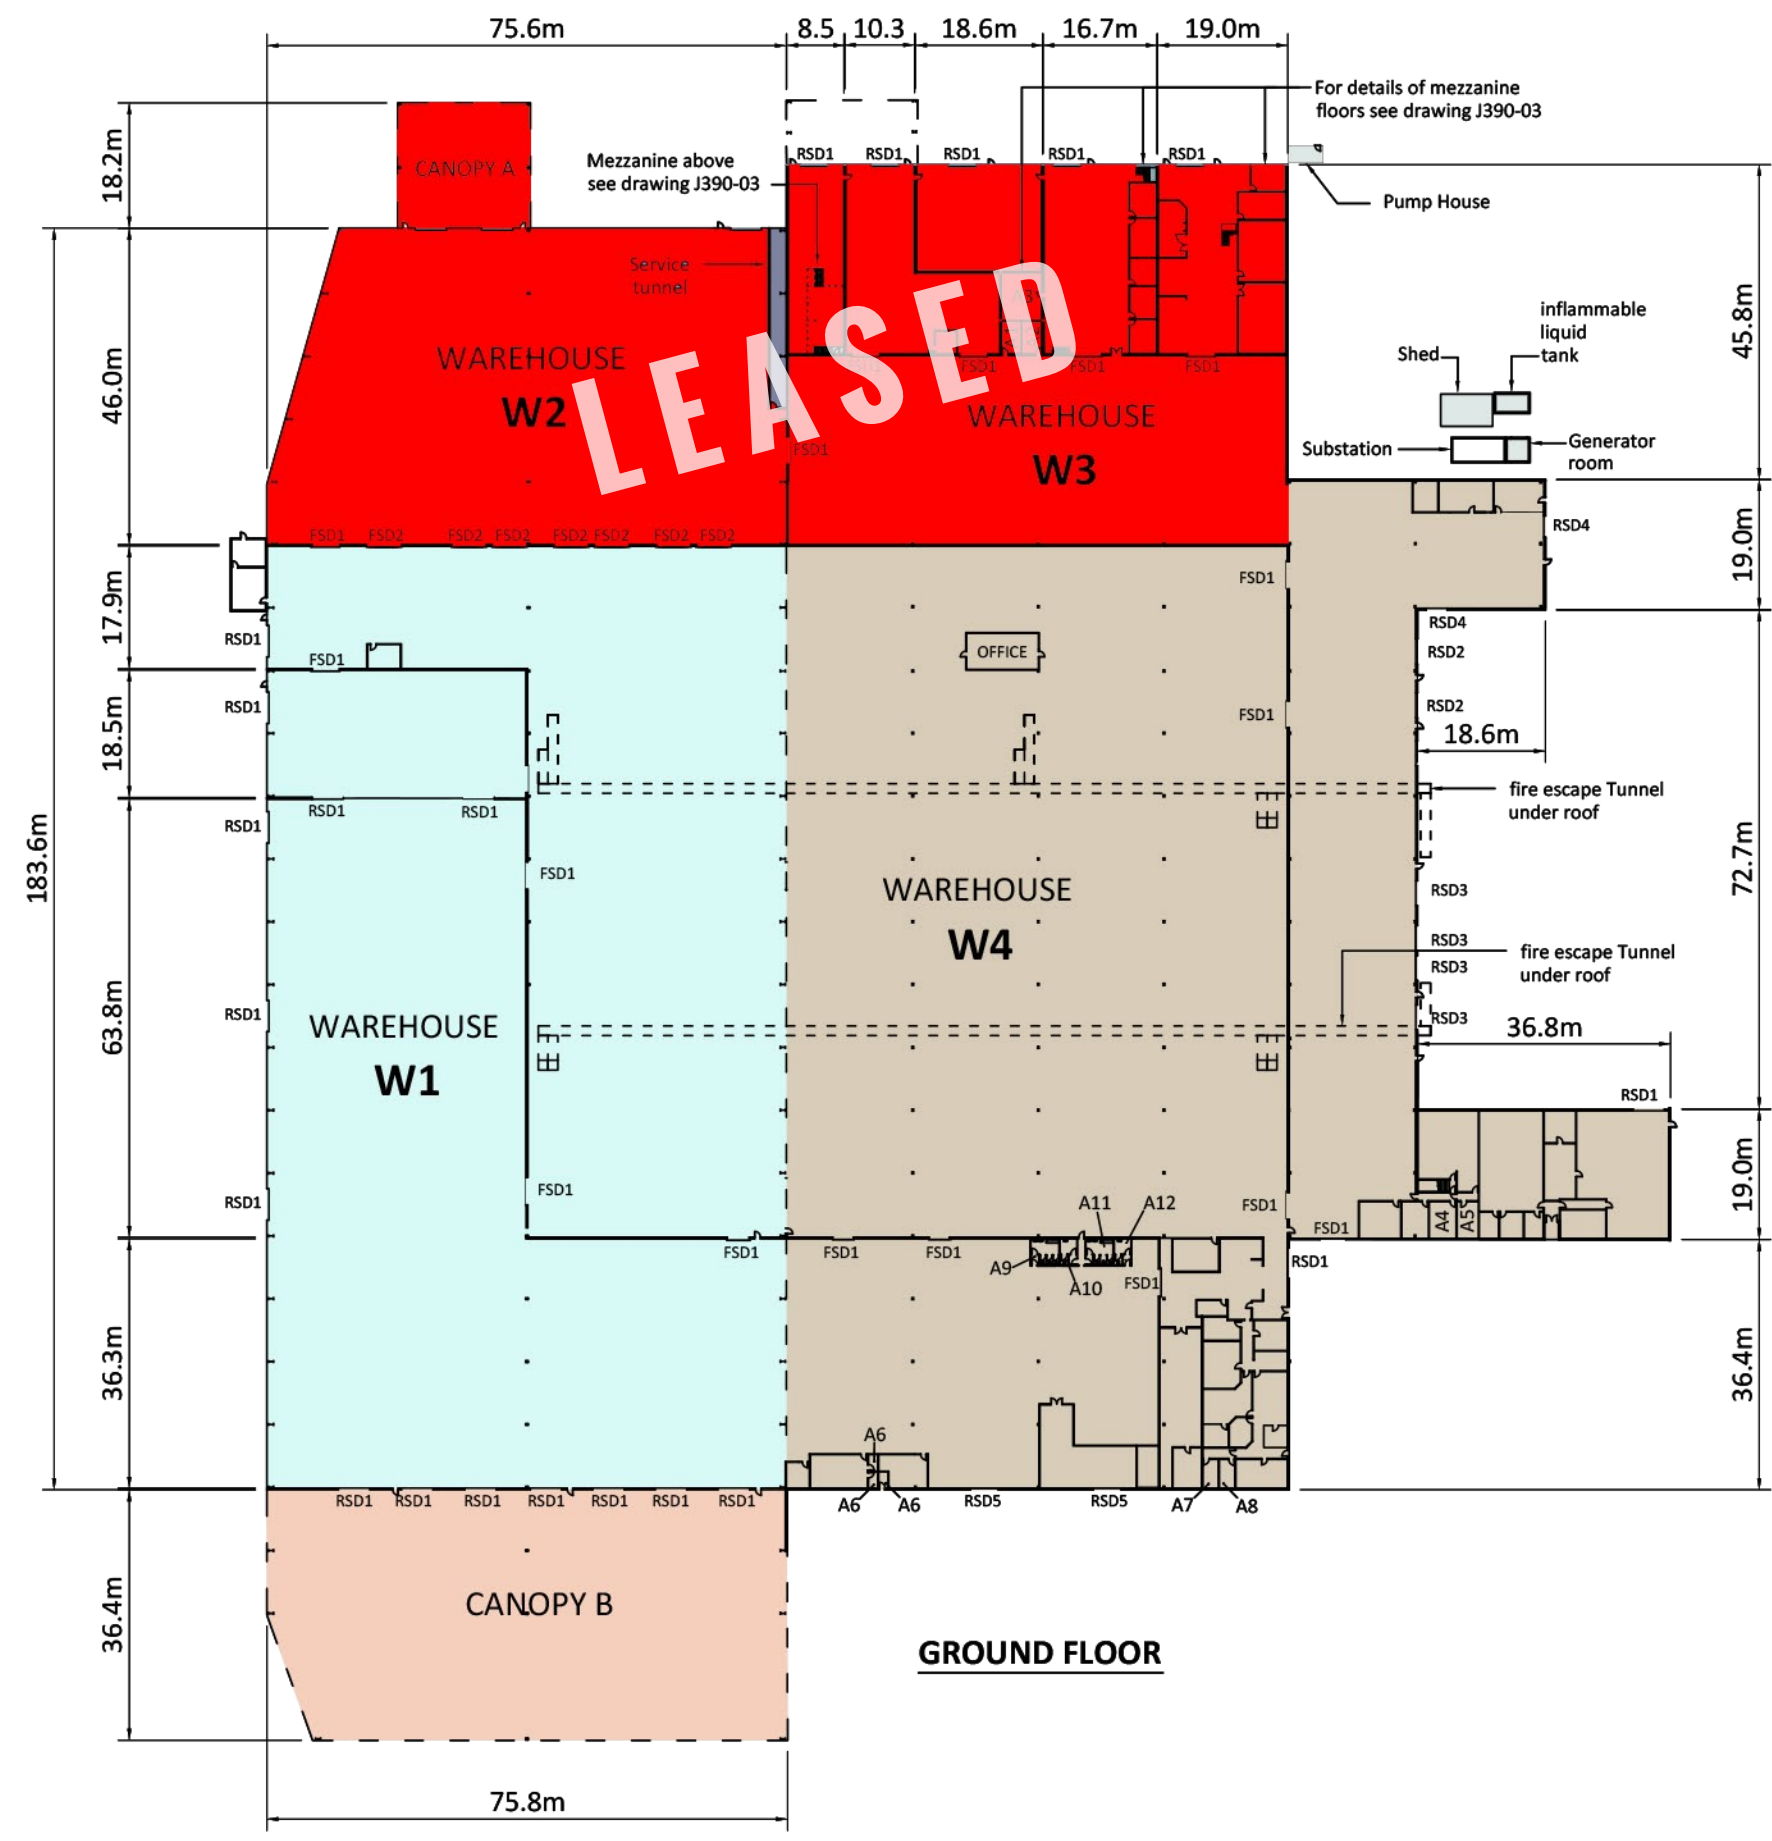 75.6m
8.5
10.3
18.6m
16.7m
19.0m
For details of mezzanine
floors see drawing J390-03
18.2m
CANOPY A
Mezzanine above
see drawing J390-03
RSD1
RSD1
RSD1
RSD1
RSD1
Pump House
45.8m
Service
tunnel
inflammable
liquid
tank
Shed
46.0m
WAREHOUSE
W2
LEASED
FSD1
FSD1
FSD1
WAREHOUSE
W3
FSD1
Substation
Generator
room
FSD1
FSD2
FSD2
FSD2
FSD2
FSD2
FSD2
FSD2
RSD4
19.0m
17.9m
FSD1
RSD1
FSD1
OFFICE
RSD4
RSD2
RSD1
FSD1
RSD2
18.5m
18.6m
fire escape Tunnel
under roof
RSD1
RSD1
RSD1
183.6m
72.7m
FSD1
WAREHOUSE
W4
RSD3
RSD3
RSD3
fire escape Tunnel
under roof
63.8m
RSD1
WAREHOUSE
W1
RSD3
36.8m
RSD1
19.0m
RSD1
FSD1
A11
A12
FSD1
FSD1
A4
A5
FSD1
FSD1
FSD1
A9
A10
FSD1
RSD1
36.3m
36.4m
A6
RSD1
RSD1
RSD1
RSD1
RSD1
RSD1
RSD1
A6
A6
RSD5
RSD5
A7
A8
36.4m
CANOPY B
GROUND FLOOR
75.8m